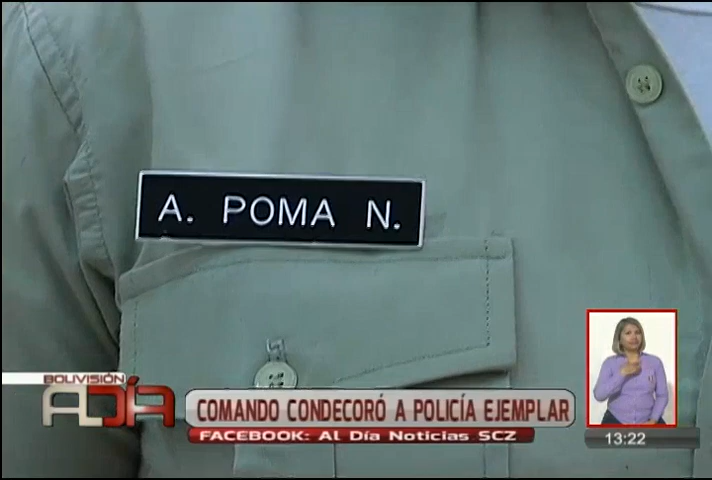 A. POMA N.
BOLIVISIÓN
AL DÍA
COMANDO CONDECORÓ A POLICÍA EJEMPLAR
FACEBOOK: Al Día Noticias SCZ
13:22